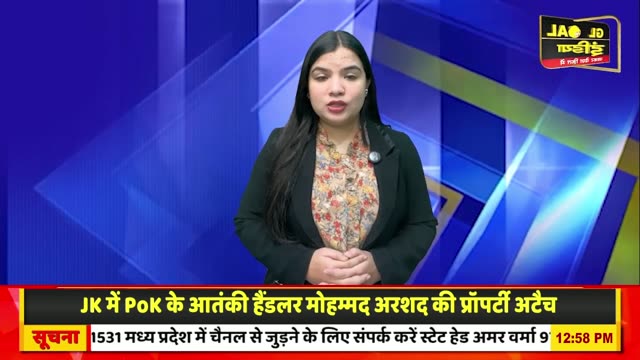 JK में PoK के आतंकी हैंडलर मोहम्मद अरशद की प्रॉपर्टी अटैच
सूचना 1531 मध्य प्रदेश में चैनल से जुड़ने के लिए संपर्क करें स्टेट हेड अमर वर्मा 9 12:58 PM